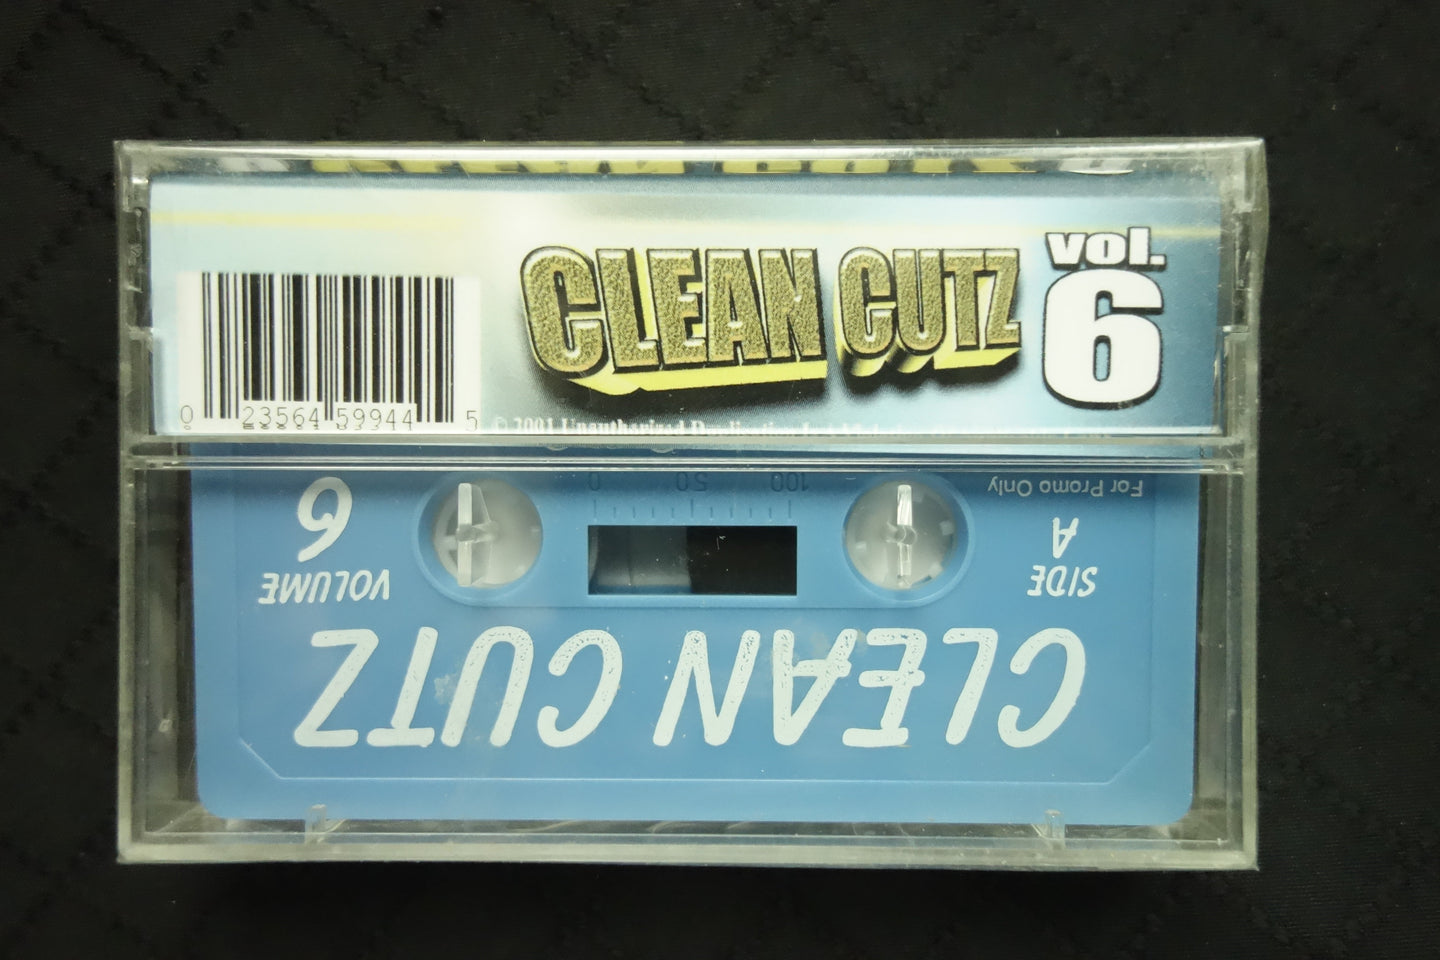 CLEAN CUTZ
vol.
6
0 23564 59944 5
© 2001 Unauthorized Duplication
0 50 100
For Promo Only
SIDE
A
VOLUME
6
CLEAN CUTZ